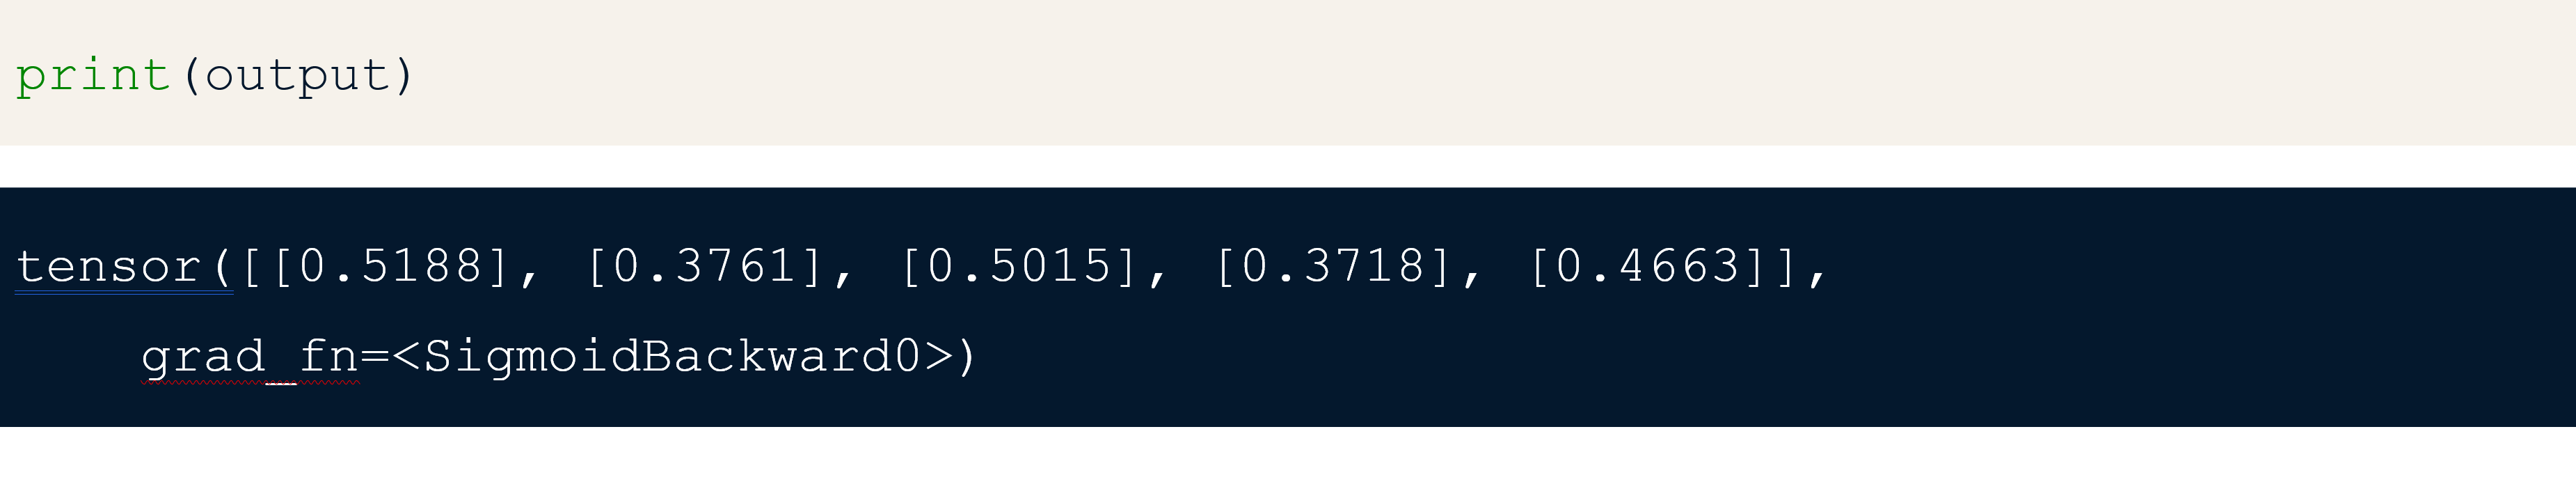 print(output)
tensor([[0.5188], [0.3761], [0.5015], [0.3718], [0.4663]],
grad_fn=<SigmoidBackward0>)